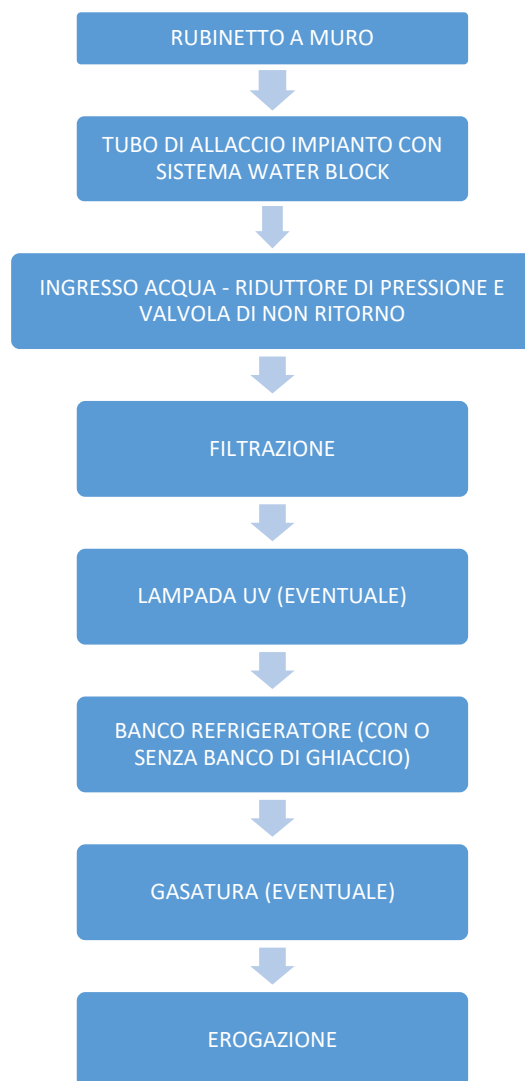 RUBINETTO A MURO
TUBO DI ALLACCIO IMPIANTO CON
SISTEMA WATER BLOCK
INGRESSO ACQUA - RIDUTTORE DI PRESSIONE E
VALVOLA DI NON RITORNO
FILTRAZIONE
LAMPADA UV (EVENTUALE)
BANCO REFRIGERATORE (CON O
SENZA BANCO DI GHIACCIO)
GASATURA (EVENTUALE)
EROGAZIONE